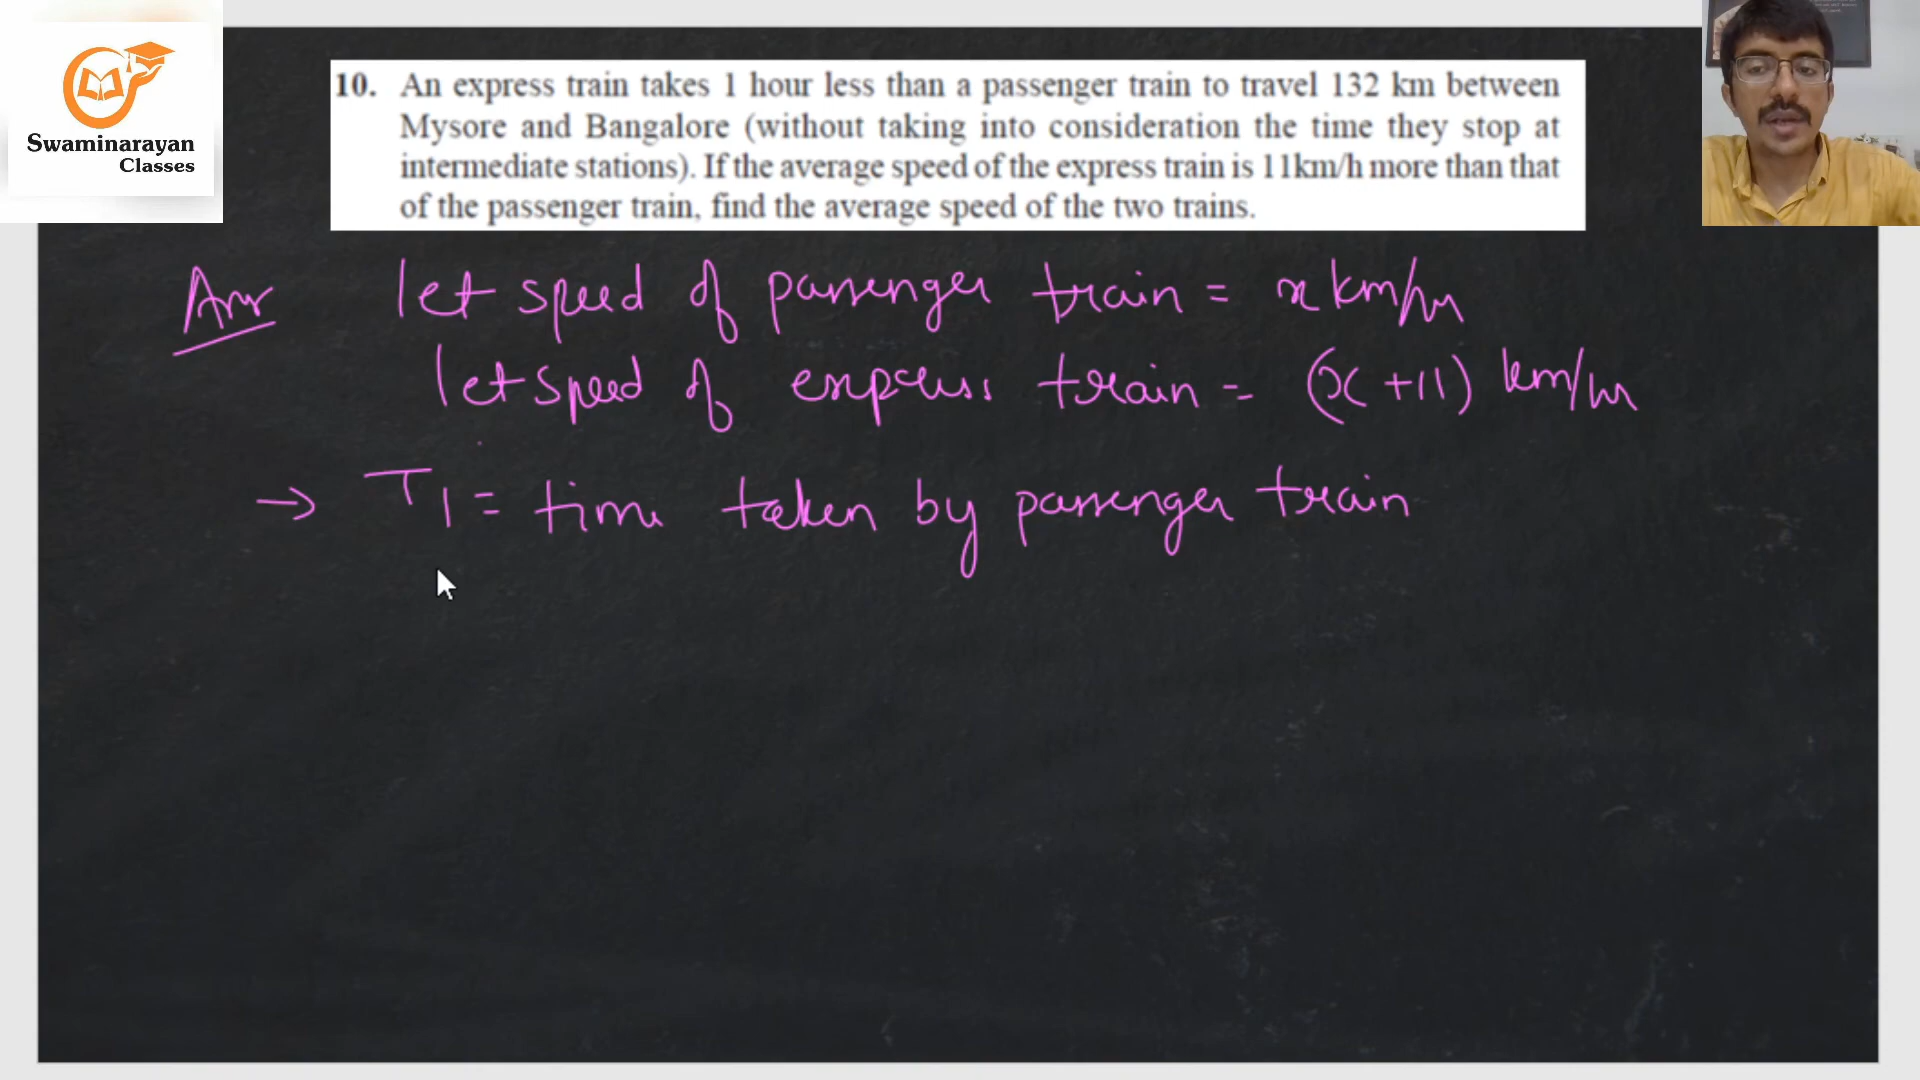 Swaminarayan
Classes
10. An express train takes 1 hour less than a passenger train to travel 132 km between
Mysore and Bangalore (without taking into consideration the time they stop at
intermediate stations). If the average speed of the express train is 11km/h more than that
of the passenger train, find the average speed of the two trains.
Ans let speed of passenger train = x km/hr
let speed of express train = (x +11) km/hr
→ T1 = time taken by passenger train